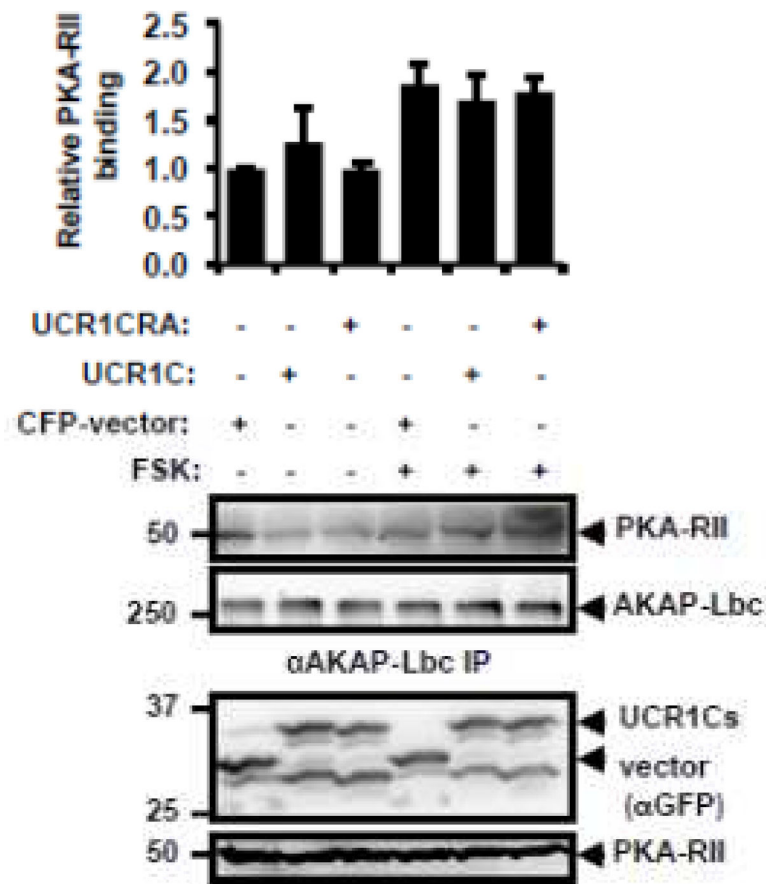 Relative PKA-RII
binding
2.5
2.0
1.5
1.0
0.5
0.0
UCR1CRA: - - + - - +
UCR1C: - + - - + -
CFP-vector: + - - + - -
FSK: - - - + + +
50 PKA-RII
250 AKAP-Lbc
αAKAP-Lbc IP
37 UCR1Cs
vector
(αGFP)
25
50 PKA-RII